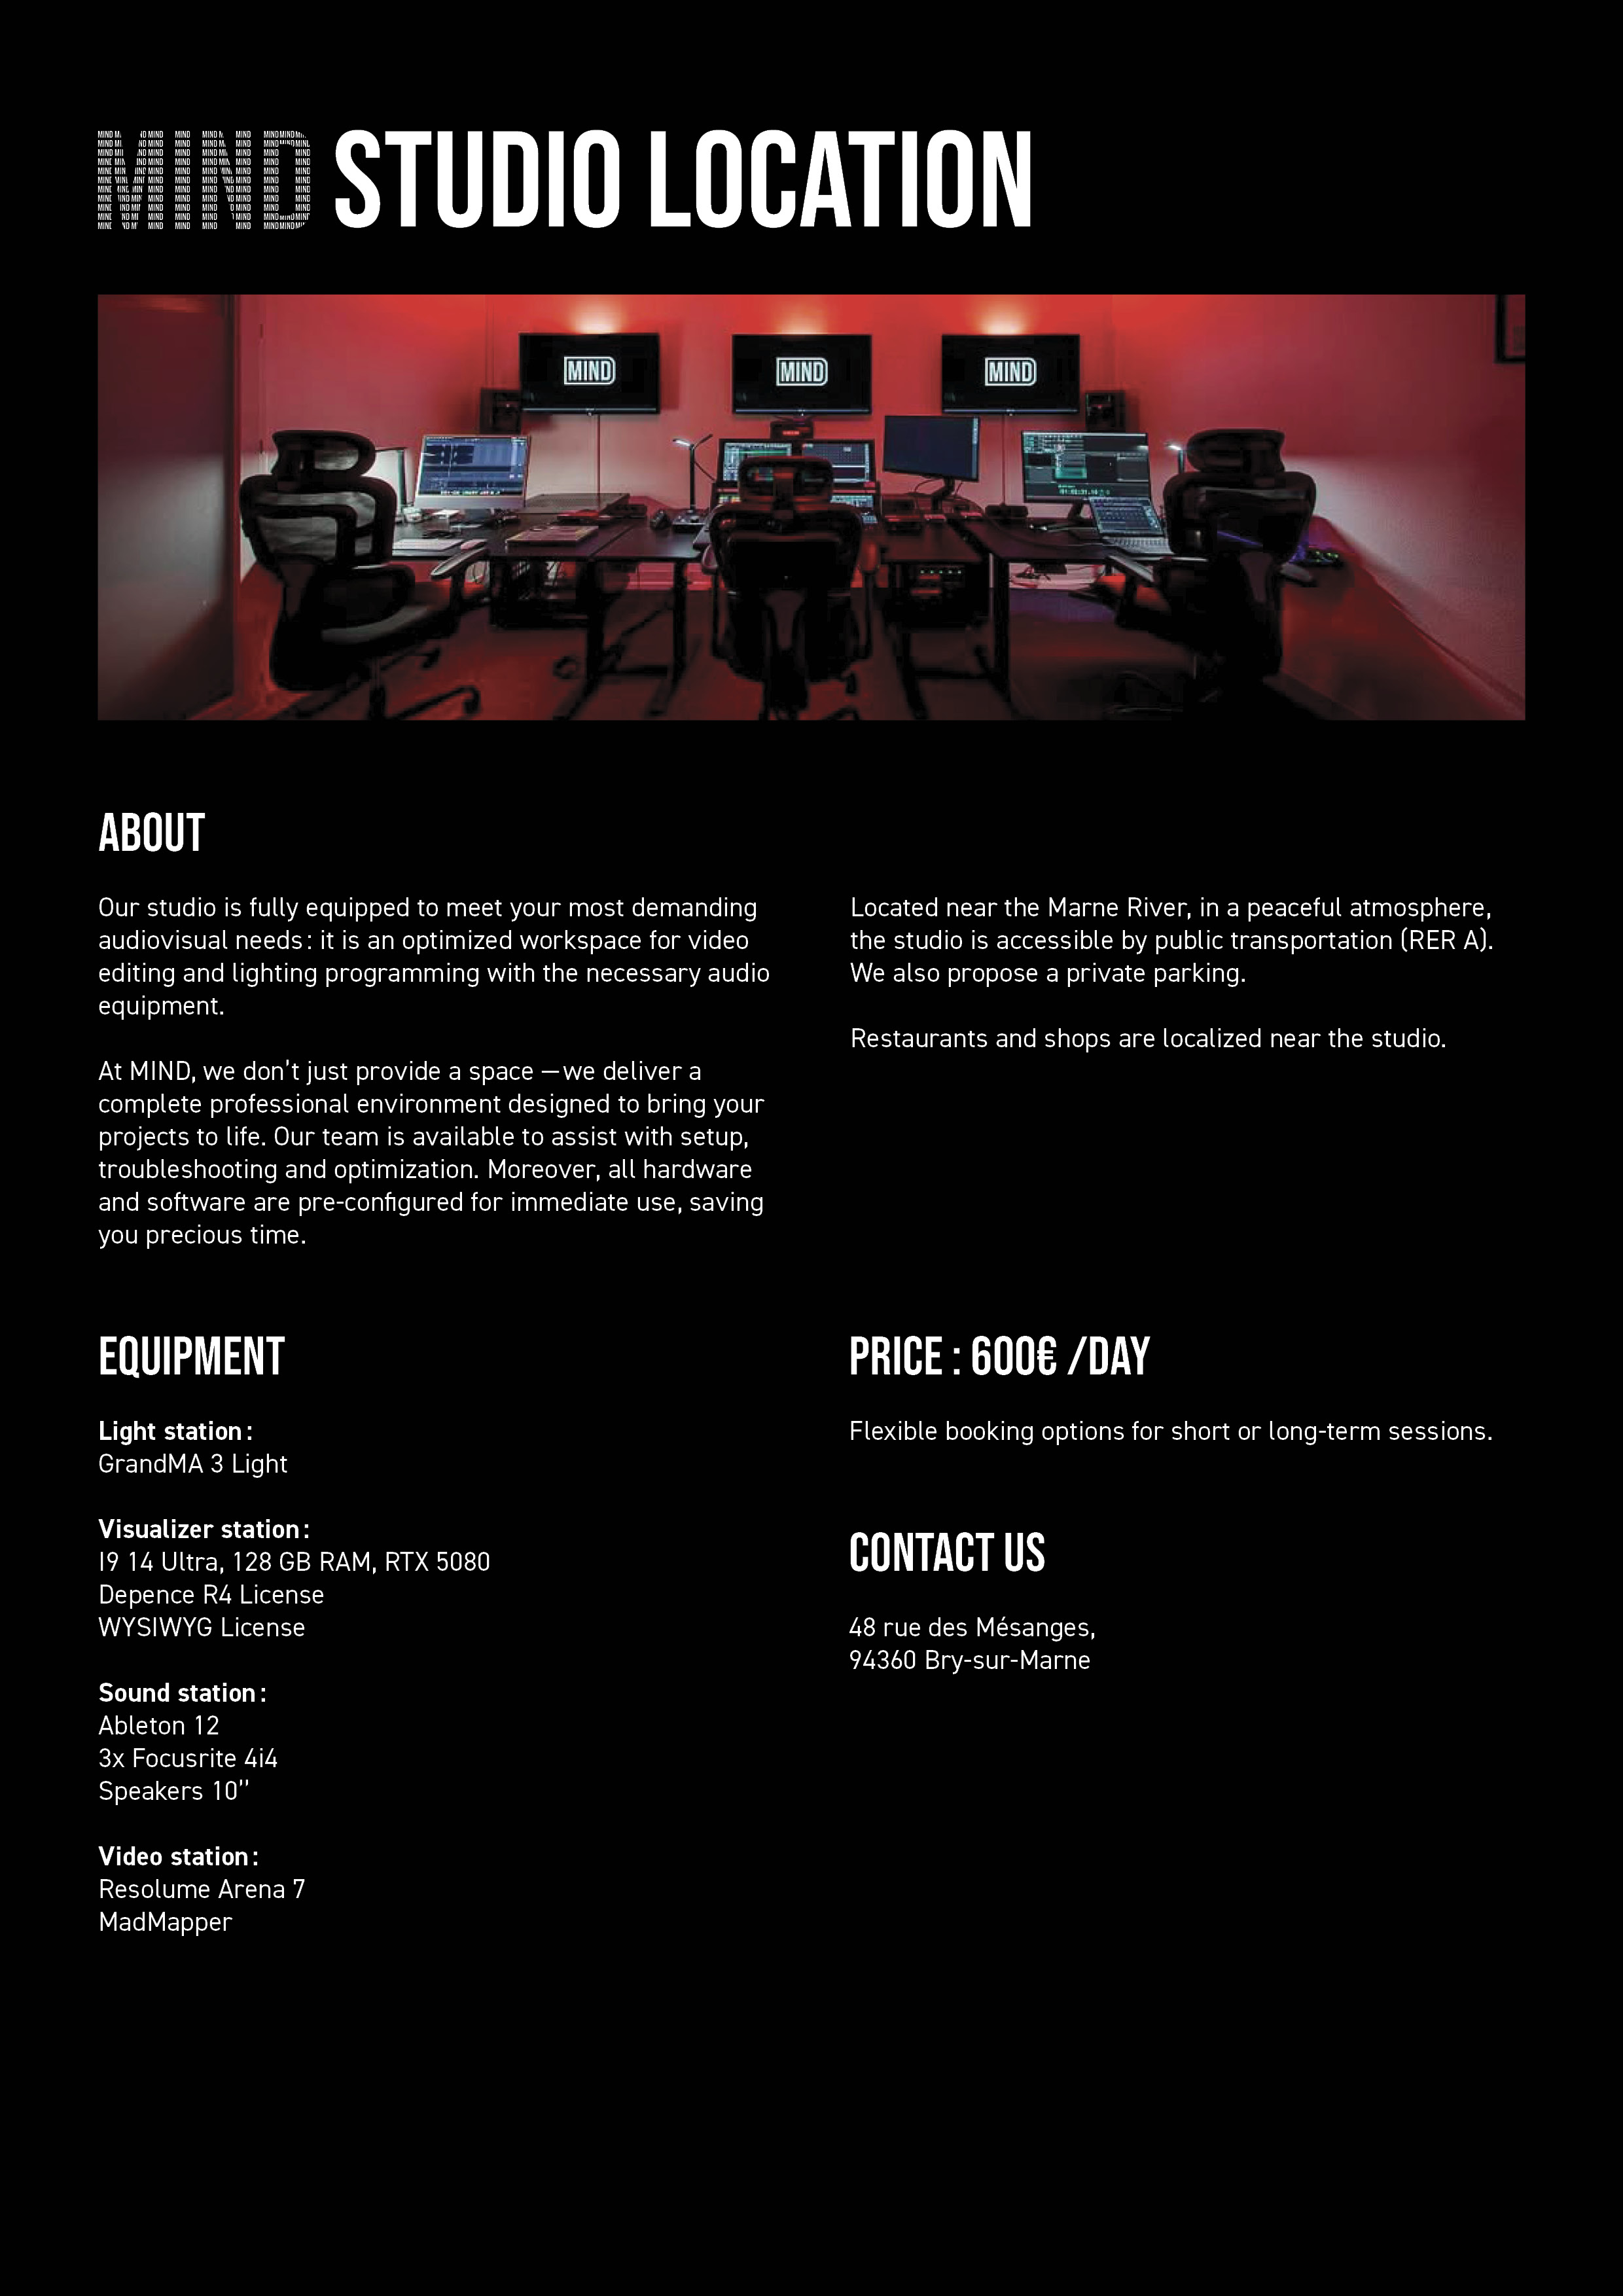 MIND STUDIO LOCATION
MIND
MIND
MIND
ABOUT
Our studio is fully equipped to meet your most demanding
audiovisual needs : it is an optimized workspace for video
editing and lighting programming with the necessary audio
equipment.
At MIND, we don’t just provide a space — we deliver a
complete professional environment designed to bring your
projects to life. Our team is available to assist with setup,
troubleshooting and optimization. Moreover, all hardware
and software are pre-configured for immediate use, saving
you precious time.
Located near the Marne River, in a peaceful atmosphere,
the studio is accessible by public transportation (RER A).
We also propose a private parking.
Restaurants and shops are localized near the studio.
EQUIPMENT
Light station :
GrandMA 3 Light
Visualizer station :
I9 14 Ultra, 128 GB RAM, RTX 5080
Depence R4 License
WYSIWYG License
Sound station :
Ableton 12
3x Focusrite 4i4
Speakers 10’’
Video station :
Resolume Arena 7
MadMapper
PRICE : 600€ /DAY
Flexible booking options for short or long-term sessions.
CONTACT US
48 rue des Mésanges,
94360 Bry-sur-Marne